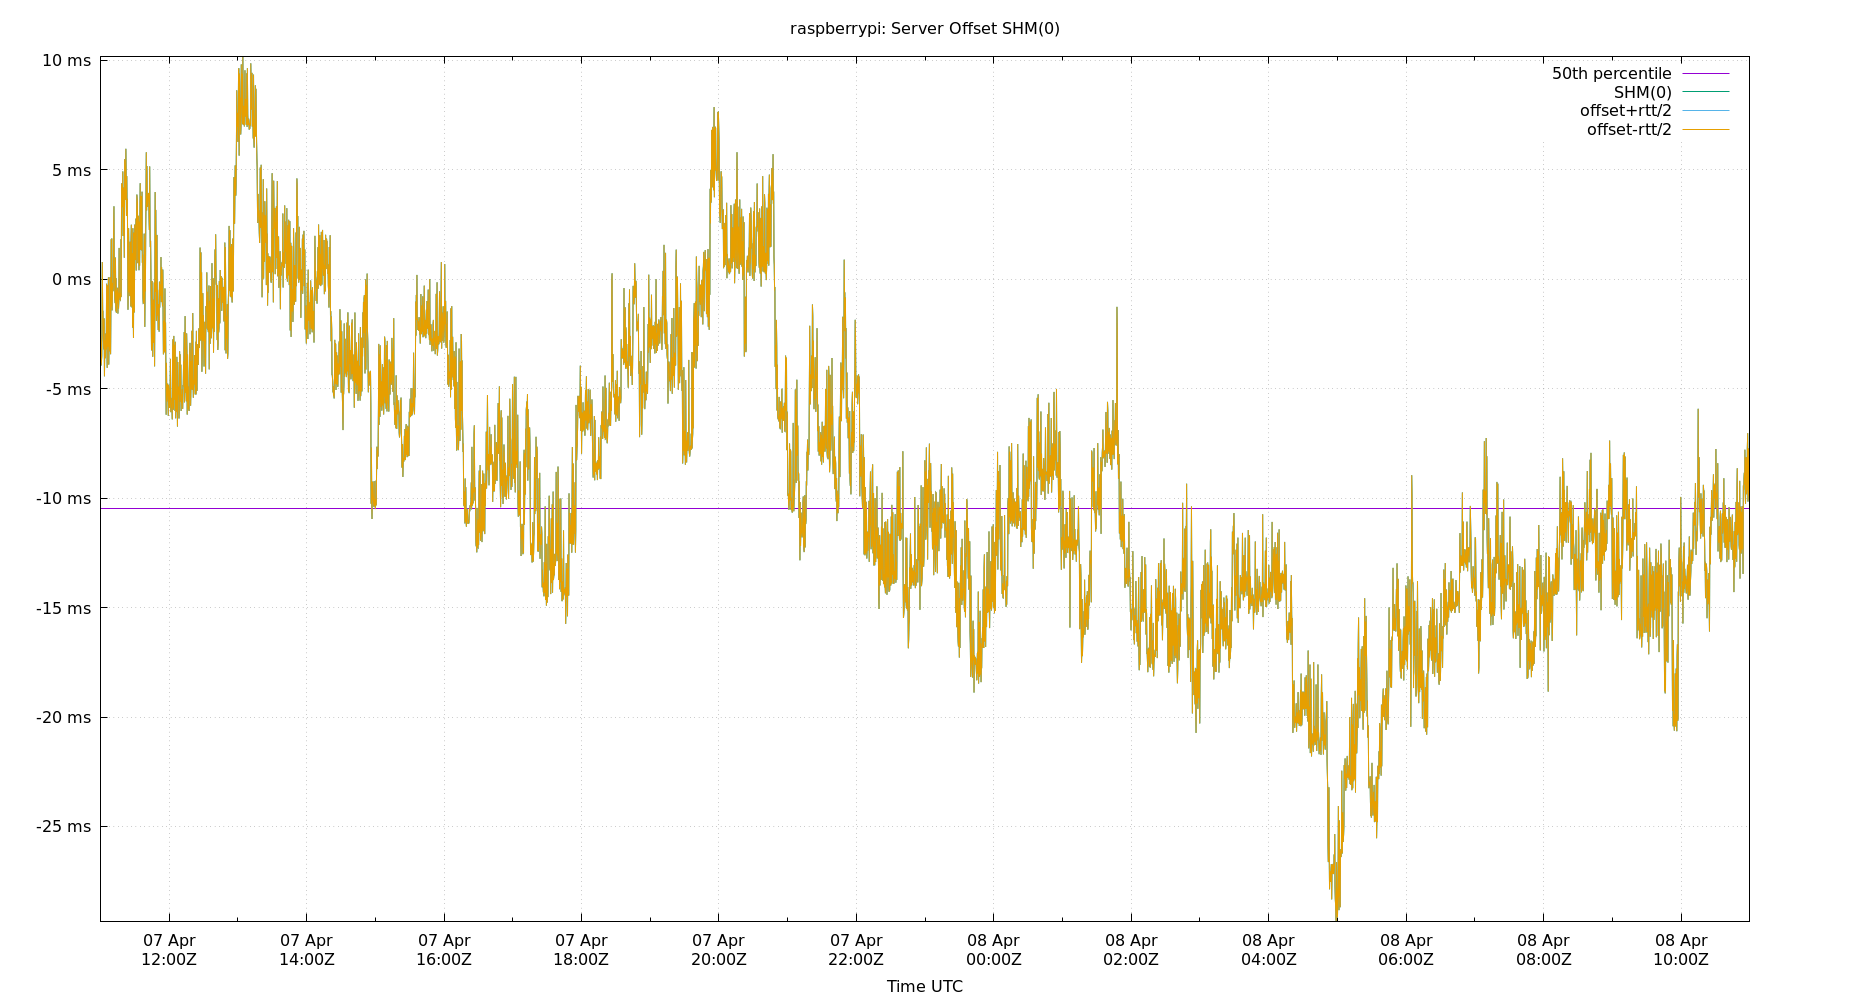 raspberrypi: Server Offset SHM(0)
10 ms
5 ms
0 ms
-5 ms
-10 ms
-15 ms
-20 ms
-25 ms
50th percentile
SHM(0)
offset+rtt/2
offset-rtt/2
07 Apr
12:00Z
07 Apr
14:00Z
07 Apr
16:00Z
07 Apr
18:00Z
07 Apr
20:00Z
07 Apr
22:00Z
08 Apr
00:00Z
08 Apr
02:00Z
08 Apr
04:00Z
08 Apr
06:00Z
08 Apr
08:00Z
08 Apr
10:00Z
Time UTC